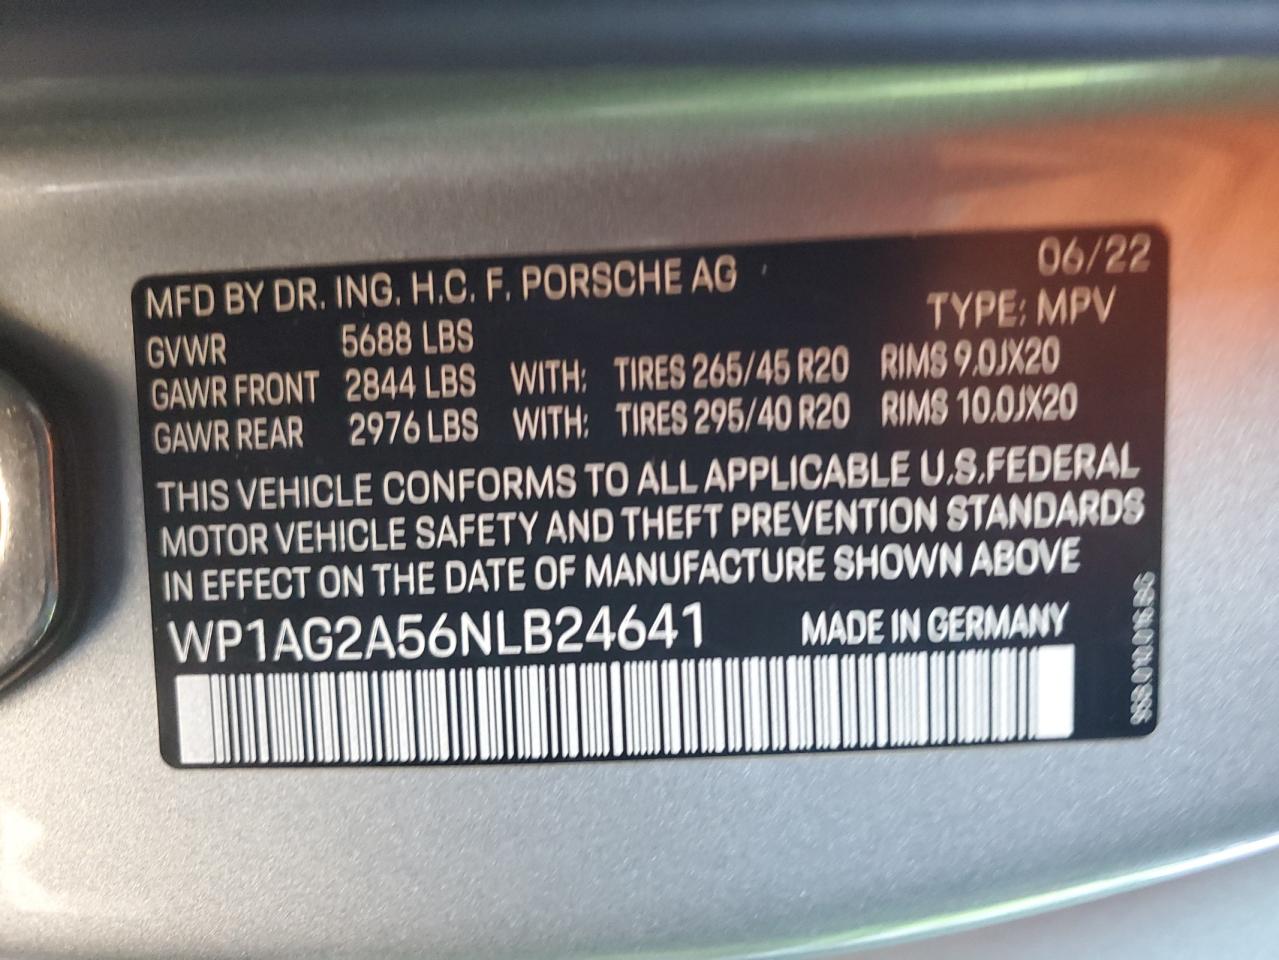 MFD BY DR. ING. H.C. F. PORSCHE AG 06/22
GVWR 5688 LBS TYPE: MPV
GAWR FRONT 2844 LBS WITH: TIRES 265/45 R20 RIMS 9.0JX20
GAWR REAR 2976 LBS WITH: TIRES 295/40 R20 RIMS 10.0JX20
THIS VEHICLE CONFORMS TO ALL APPLICABLE U.S.FEDERAL
MOTOR VEHICLE SAFETY AND THEFT PREVENTION STANDARDS
IN EFFECT ON THE DATE OF MANUFACTURE SHOWN ABOVE
WP1AG2A56NLB24641 MADE IN GERMANY